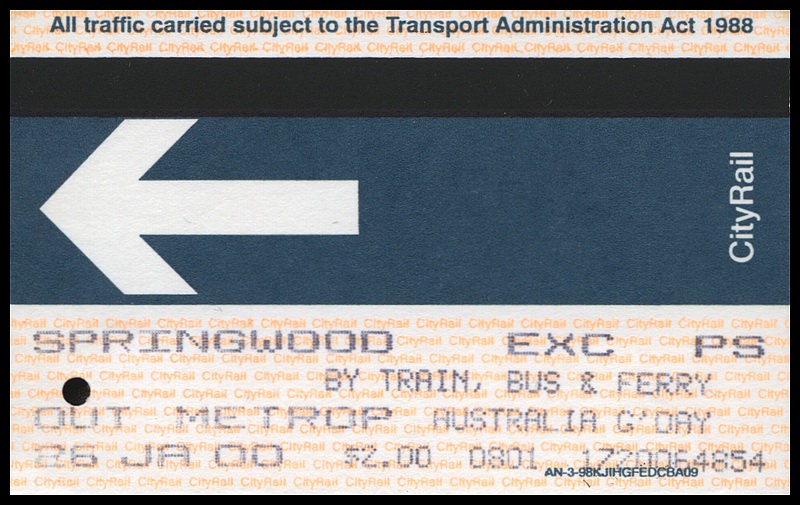 All traffic carried subject to the Transport Administration Act 1988
CityRail
SPRINGWOOD EXC PS
BY TRAIN, BUS & FERRY
OUT METROP AUSTRALIA G'DAY
26 JA 00 $2.00 0801 1720064854
AN-3-98KJIHGFEDCBA09